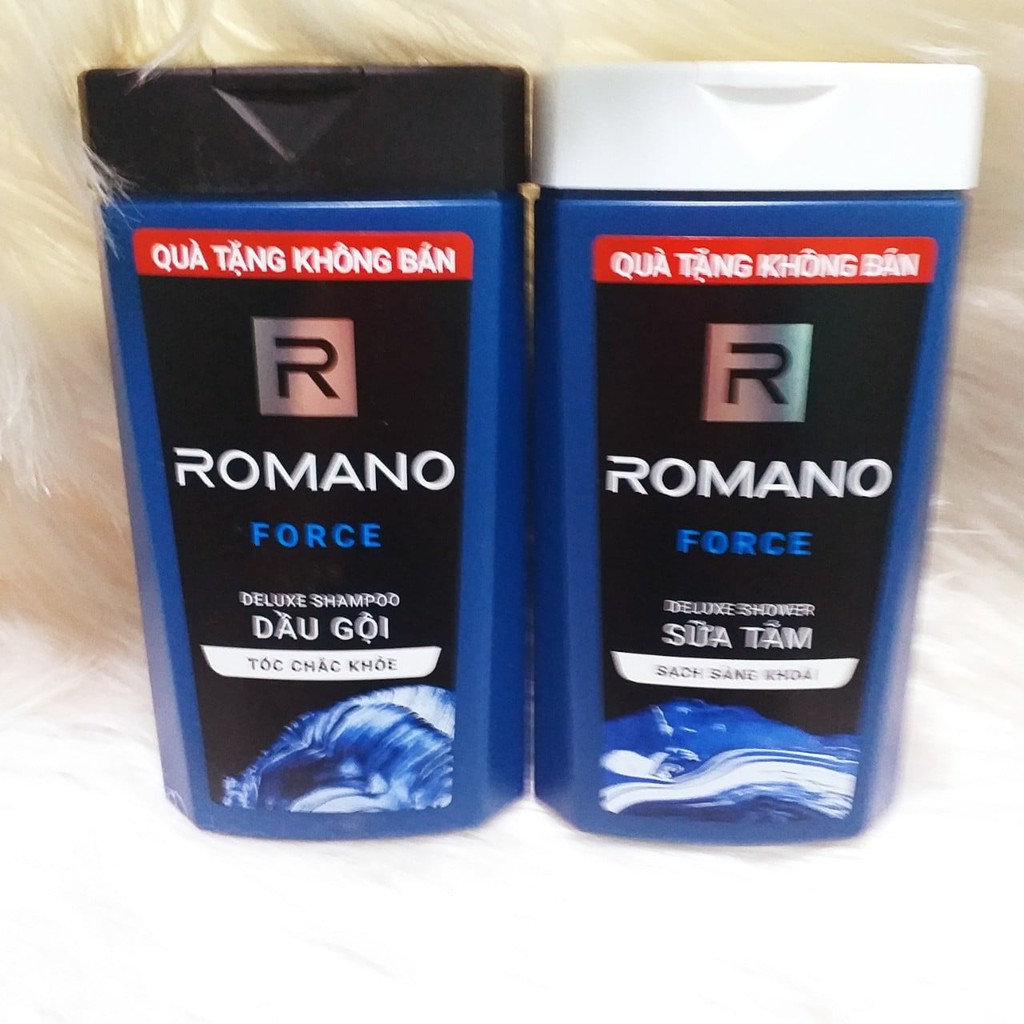 QUÀ TẶNG KHÔNG BÁN
R
ROMANO
FORCE
DELUXE SHAMPOO
DẦU GỘI
TÓC CHẮC KHỎE
QUÀ TẶNG KHÔNG BÁN
R
ROMANO
FORCE
DELUXE SHOWER
SỮA TẮM
SẠCH SẢNG KHOÁI